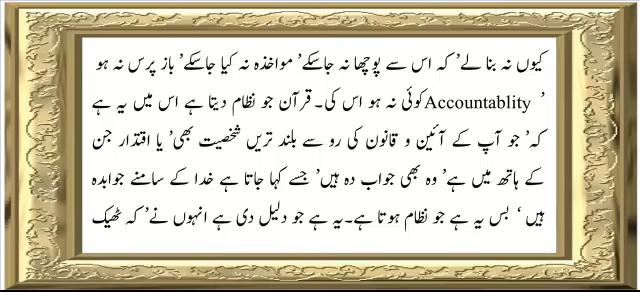 کیوں نہ بنا لے’ کہ اس سے پوچھا نہ جاسکے’ مواخذہ نہ کیا جاسکے’ باز پرس نہ ہو
’ Accountablity کوئی نہ ہو اس کی۔ قرآن جو نظام دیتا ہے اس میں یہ ہے
کہ’ جو آپ کے آئین و قانون کی رو سے بلند تریں شخصیت بھی’ یا اقتدار جن
کے ہاتھ میں ہے’ وہ بھی جواب دہ ہیں’ جسے کہا جاتا ہے خدا کے سامنے جوابدہ
ہیں ‘ بس یہ ہے جو نظام ہوتا ہے۔یہ ہے جو دلیل دی ہے انہوں نے’ کہ ٹھیک